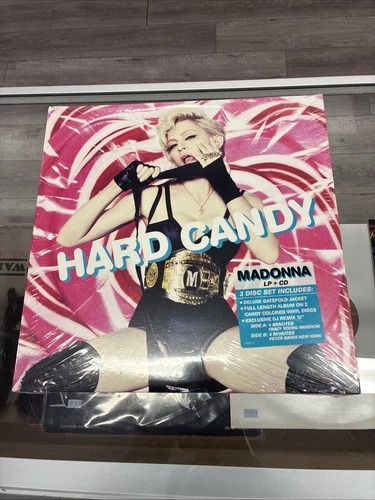 HARD CANDY
M
MADONNA
LP + CD
3 DISC SET INCLUDES:
• DELUXE GATEFOLD JACKET
• FULL LENGTH ALBUM ON 2
CANDY COLORED VINYL DISCS
• EXCLUSIVE DJ REMIX 12"
SIDE A: 4 MINUTES
TRACY YOUNG MASHUP
SIDE B: 4 MINUTES
PETER SAVES NEW YORK